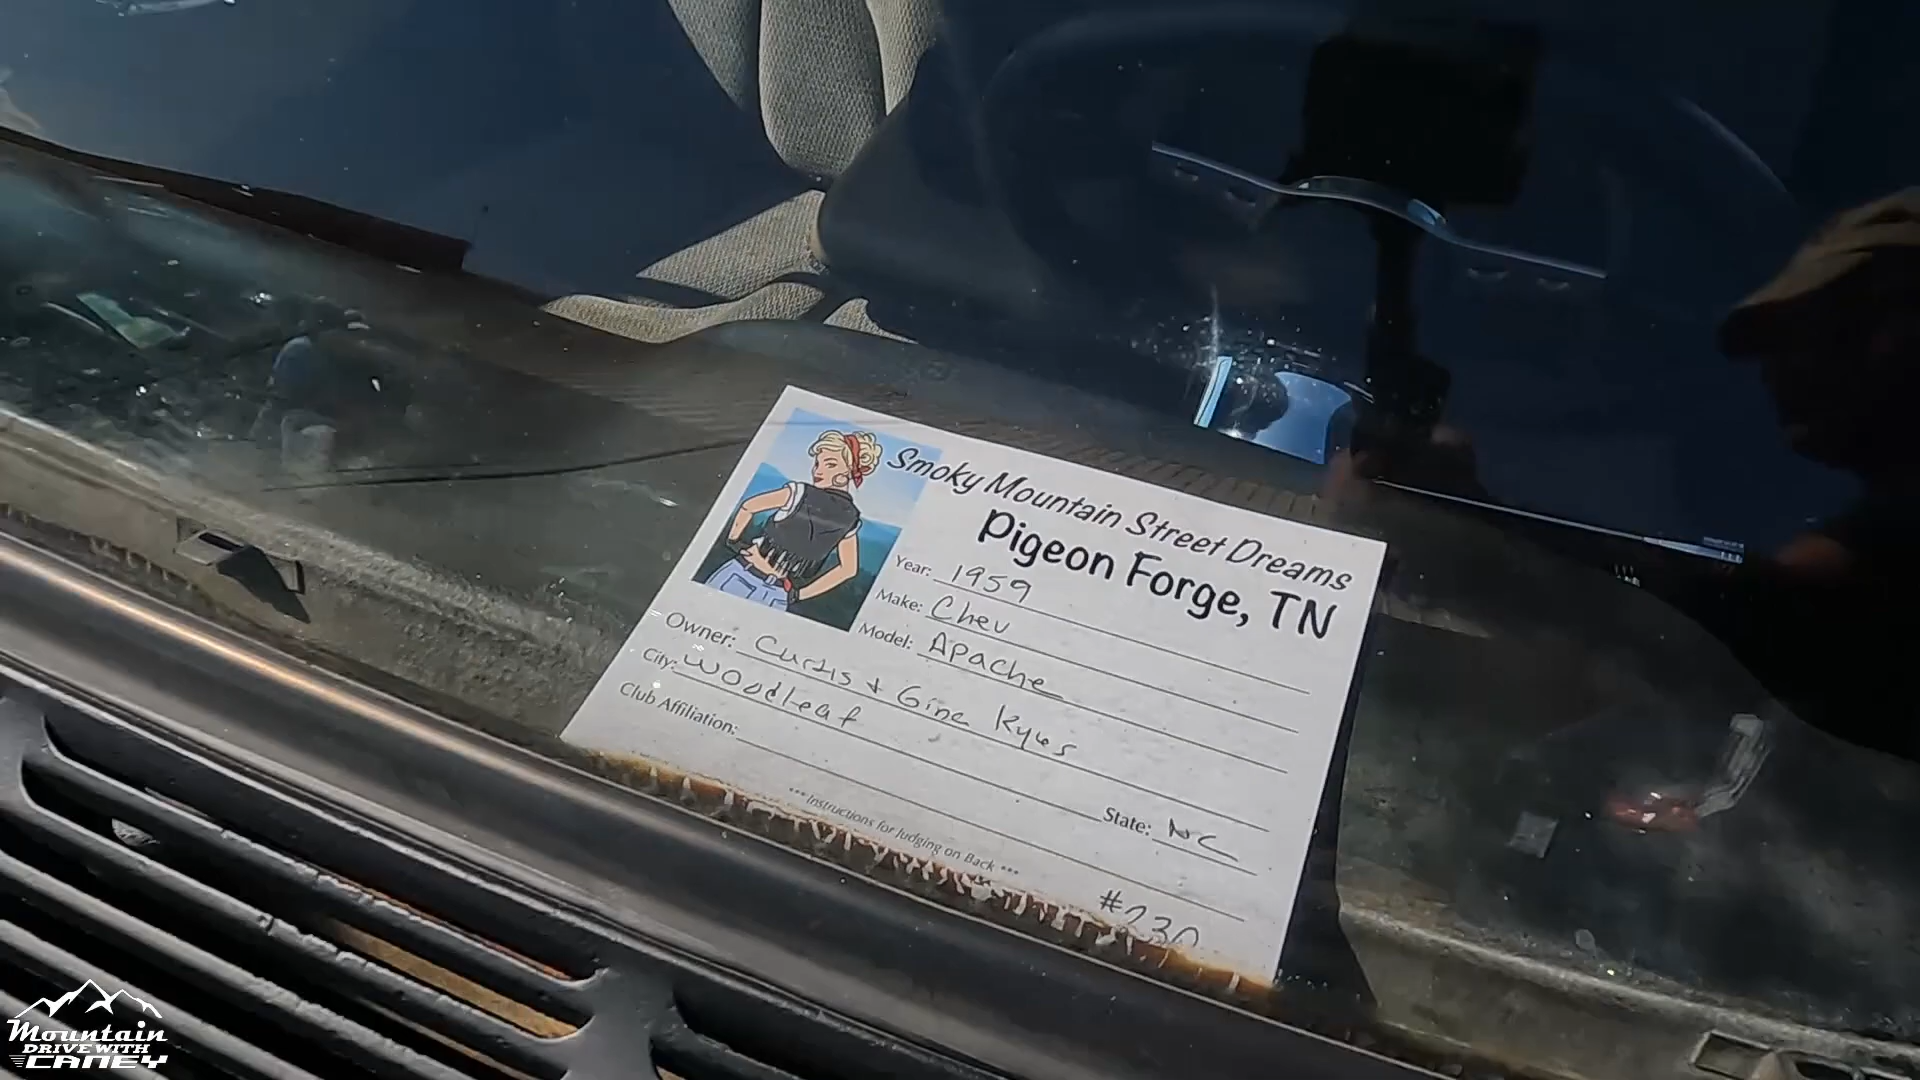 Smoky Mountain Street Dreams
Pigeon Forge, TN
Year: 1959
Make: Chev
Model: Apache
Owner: Curtis + Gina Kyles
City: Woodleaf
State: NC
Club Affiliation:
*** Instructions for Judging on Back ***
#230
Mountain
DRIVE WITH
CANEY